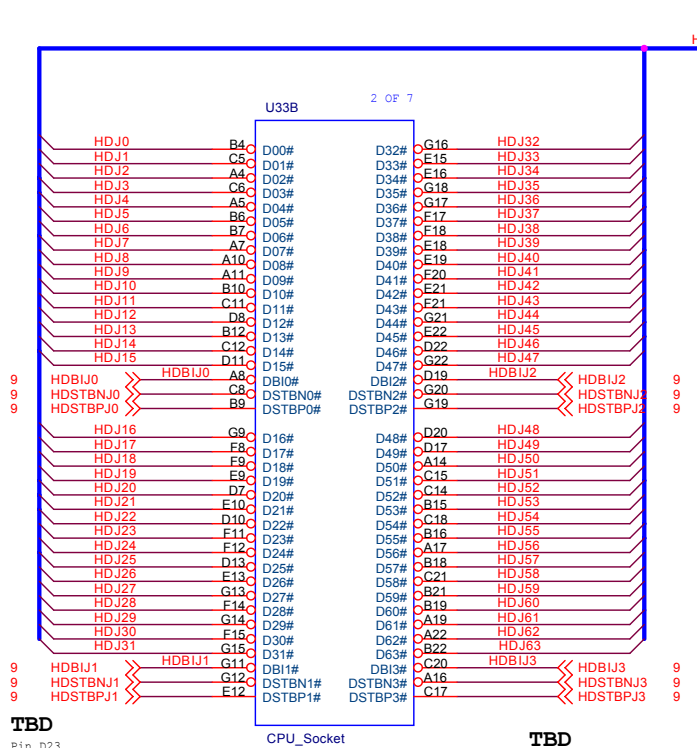 H
2 OF 7
U33B
HDJ0 B4 D00# D32# G16 HDJ32
HDJ1 C5 D01# D33# E15 HDJ33
HDJ2 A4 D02# D34# E16 HDJ34
HDJ3 C6 D03# D35# G18 HDJ35
HDJ4 A5 D04# D36# G17 HDJ36
HDJ5 B6 D05# D37# F17 HDJ37
HDJ6 B7 D06# D38# F18 HDJ38
HDJ7 A7 D07# D39# E18 HDJ39
HDJ8 A10 D08# D40# E19 HDJ40
HDJ9 A11 D09# D41# F20 HDJ41
HDJ10 B10 D10# D42# E21 HDJ42
HDJ11 C11 D11# D43# F21 HDJ43
HDJ12 D8 D12# D44# G21 HDJ44
HDJ13 B12 D13# D45# E22 HDJ45
HDJ14 C12 D14# D46# D22 HDJ46
HDJ15 D11 D15# D47# G22 HDJ47
9 HDBIJ0 HDBIJ0 A8 DBI0# DBI2# D19 HDBIJ2 HDBIJ2 9
9 HDSTBNJ0 C8 DSTBN0# DSTBN2# G20 HDSTBNJ2 9
9 HDSTBPJ0 B9 DSTBP0# DSTBP2# G19 HDSTBPJ2 9
HDJ16 G9 D16# D48# D20 HDJ48
HDJ17 F8 D17# D49# D17 HDJ49
HDJ18 F9 D18# D50# A14 HDJ50
HDJ19 E9 D19# D51# C15 HDJ51
HDJ20 D7 D20# D52# C14 HDJ52
HDJ21 E10 D21# D53# B15 HDJ53
HDJ22 D10 D22# D54# C18 HDJ54
HDJ23 F11 D23# D55# B16 HDJ55
HDJ24 F12 D24# D56# A17 HDJ56
HDJ25 D13 D25# D57# B18 HDJ57
HDJ26 E13 D26# D58# C21 HDJ58
HDJ27 G13 D27# D59# B21 HDJ59
HDJ28 F14 D28# D60# B19 HDJ60
HDJ29 G14 D29# D61# A19 HDJ61
HDJ30 F15 D30# D62# A22 HDJ62
HDJ31 G15 D31# D63# B22 HDJ63
9 HDBIJ1 HDBIJ1 G11 DBI1# DBI3# C20 HDBIJ3 HDBIJ3 9
9 HDSTBNJ1 G12 DSTBN1# DSTBN3# A16 HDSTBNJ3 9
9 HDSTBPJ1 E12 DSTBP1# DSTBP3# C17 HDSTBPJ3 9
TBD
CPU_Socket
TBD
Pin D23